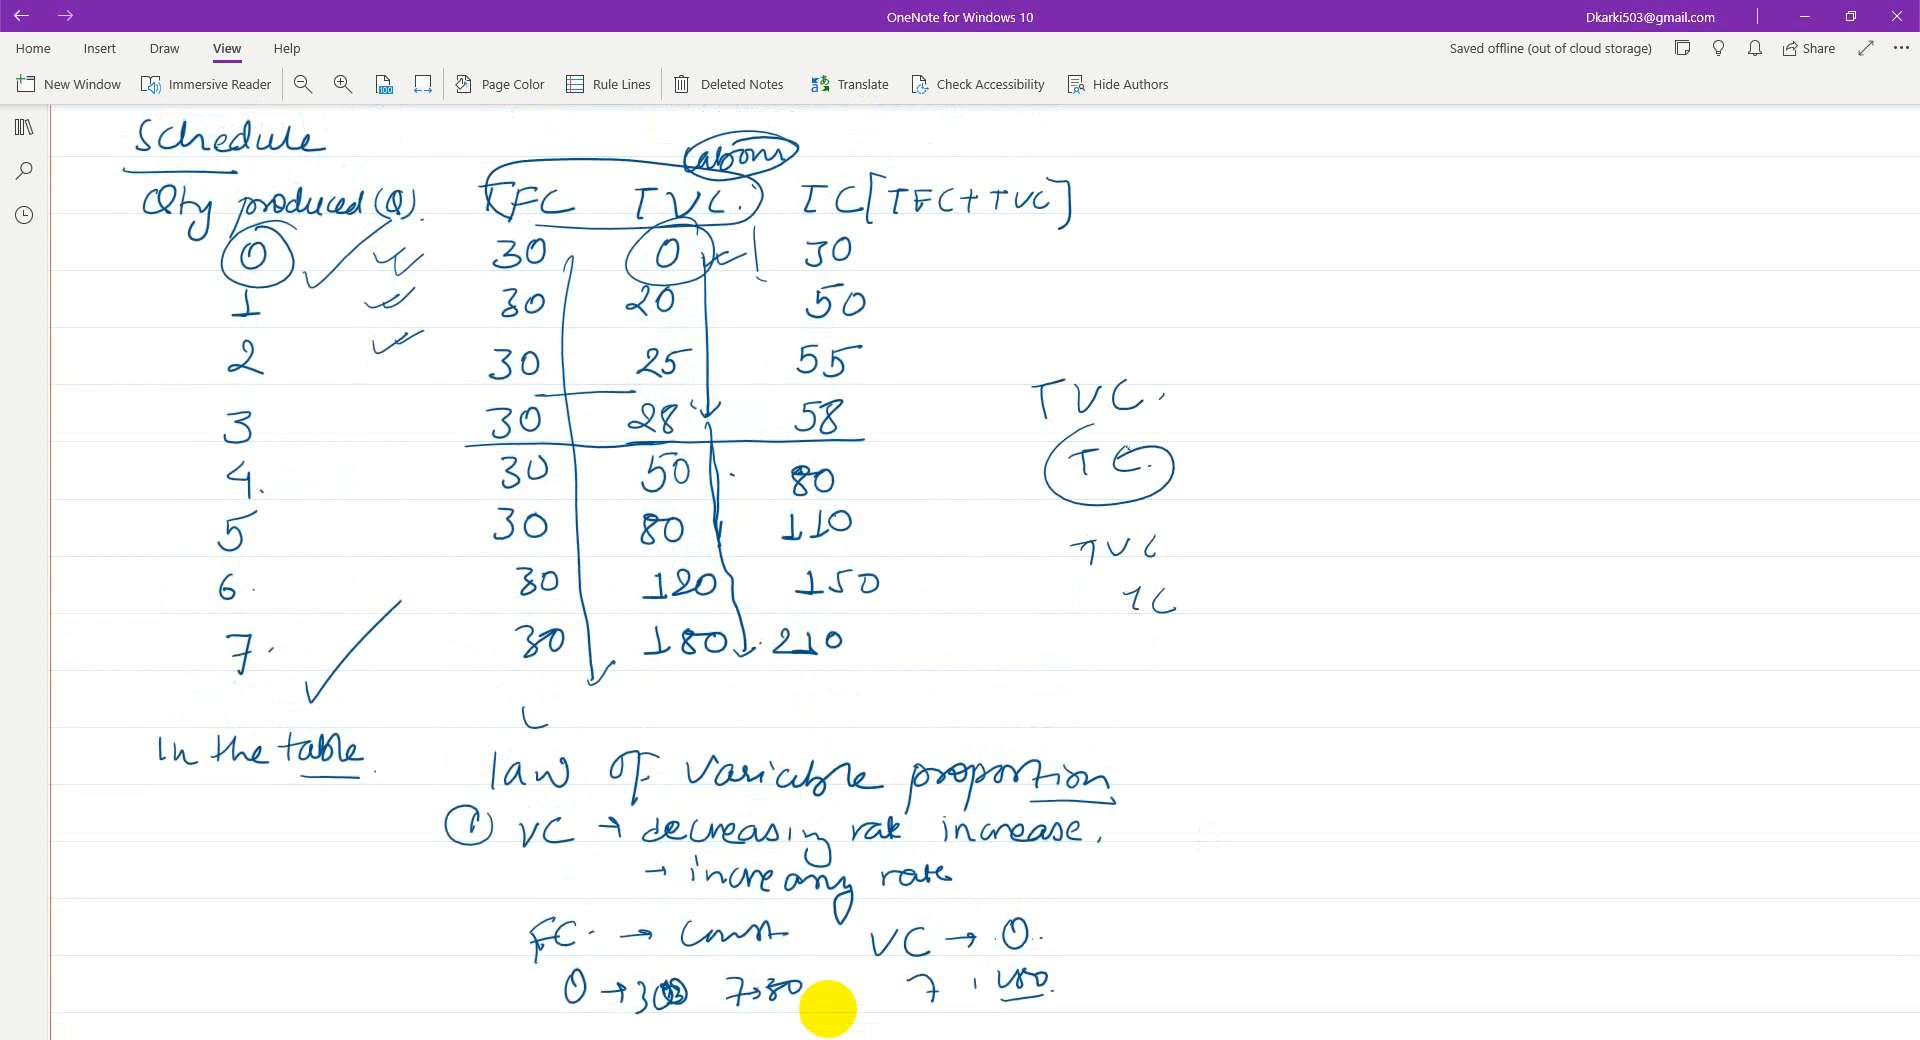 OneNote for Windows 10
Dkarki503@gmail.com
Home Insert Draw View Help
Saved offline (out of cloud storage) Share
New Window Immersive Reader 100 Page Color Rule Lines Deleted Notes Translate Check Accessibility Hide Authors
Schedule
Qty produced (Q). TFC TVC. TC[TFC+TVC]
0 30 0 30
1 30 20 50
2 30 25 55
3 30 28 58
4. 30 50 80
5 30 80 110
6. 30 120 150
7. 30 180 210
TVC.
TC.
TVC
TC
In the table.
law of variable proportion
① VC → decreasing rate increase.
→ increasing rate
FC. → const VC → 0.
0 → 30 7 → 30 7, 180.